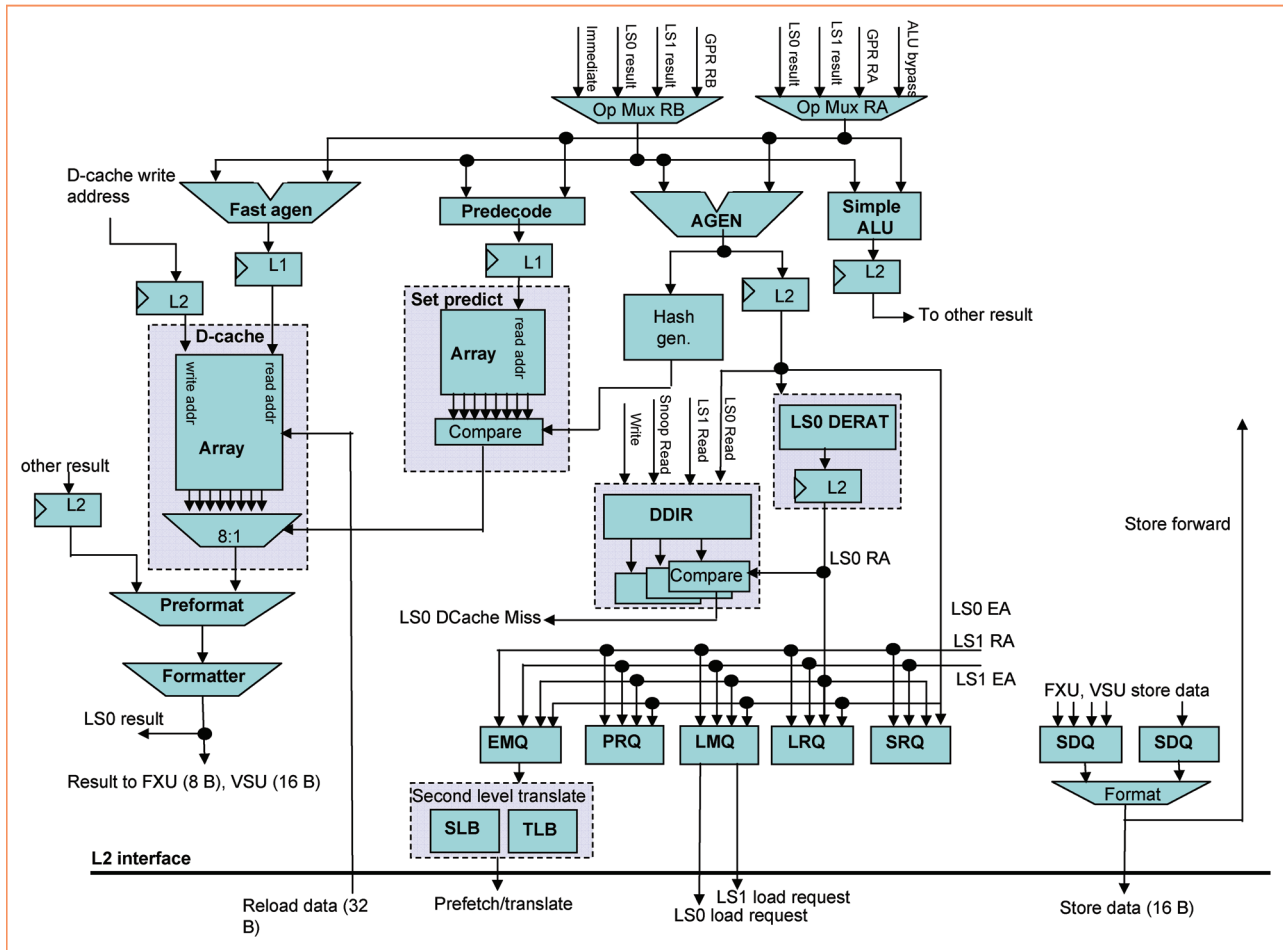 Immediate
LS0 result
LS1 result
GPR RB
LS0 result
LS1 result
GPR RA
ALU bypass
Op Mux RB
Op Mux RA
D-cache write
address
Fast agen
Predecode
AGEN
Simple
ALU
L1
L1
L2
L2
L2
To other result
Set predict
Hash
gen.
D-cache
write addr
read addr
Array
Array
read addr
Compare
Write
Snoop Read
LS1 Read
LS0 Read
LS0 DERAT
L2
other result
L2
8:1
DDIR
Compare
LS0 RA
Store forward
Preformat
LS0 DCache Miss
LS0 EA
LS1 RA
Formatter
LS1 EA
FXU, VSU store data
LS0 result
EMQ
PRQ
LMQ
LRQ
SRQ
SDQ
SDQ
Result to FXU (8 B), VSU (16 B)
Second level translate
Format
SLB
TLB
L2 interface
Reload data (32
B)
Prefetch/translate
LS1 load request
LS0 load request
Store data (16 B)